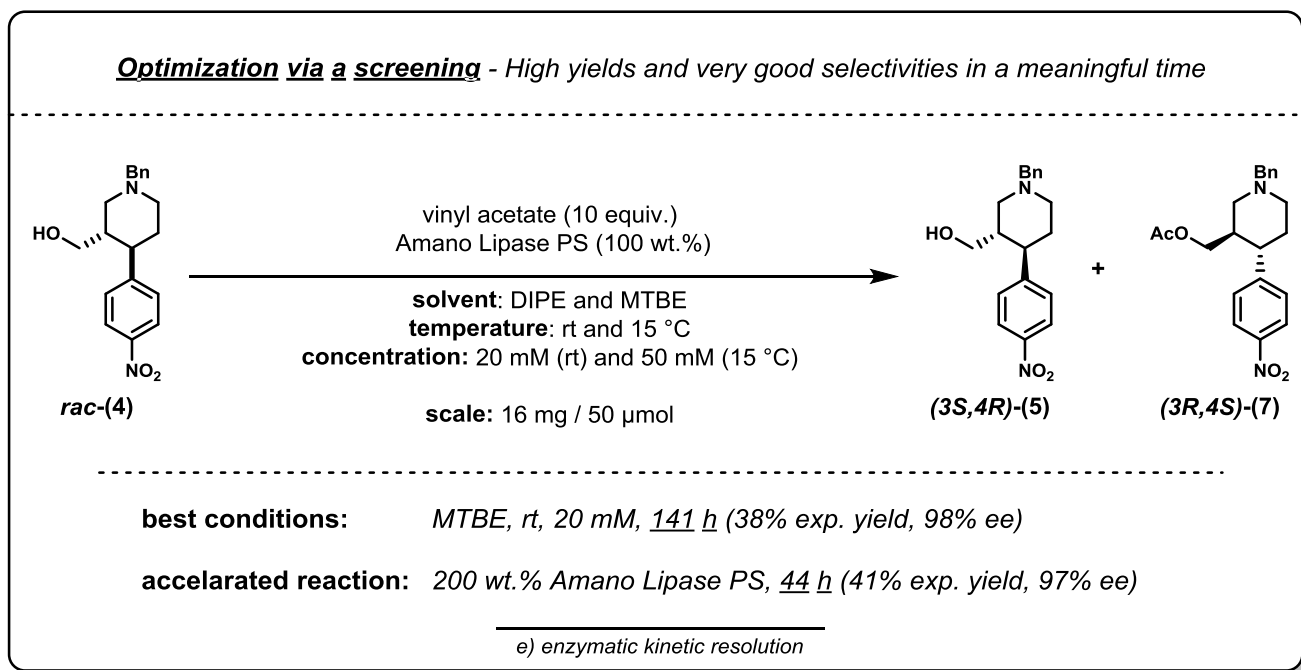 Optimization via a screening - High yields and very good selectivities in a meaningful time
Bn
N
HO
NO2
rac-(4)
vinyl acetate (10 equiv.)
Amano Lipase PS (100 wt.%)
solvent: DIPE and MTBE
temperature: rt and 15 °C
concentration: 20 mM (rt) and 50 mM (15 °C)
scale: 16 mg / 50 µmol
Bn
N
HO
NO2
(3S,4R)-(5)
+
Bn
N
AcO
NO2
(3R,4S)-(7)
best conditions: MTBE, rt, 20 mM, 141 h (38% exp. yield, 98% ee)
accelarated reaction: 200 wt.% Amano Lipase PS, 44 h (41% exp. yield, 97% ee)
e) enzymatic kinetic resolution